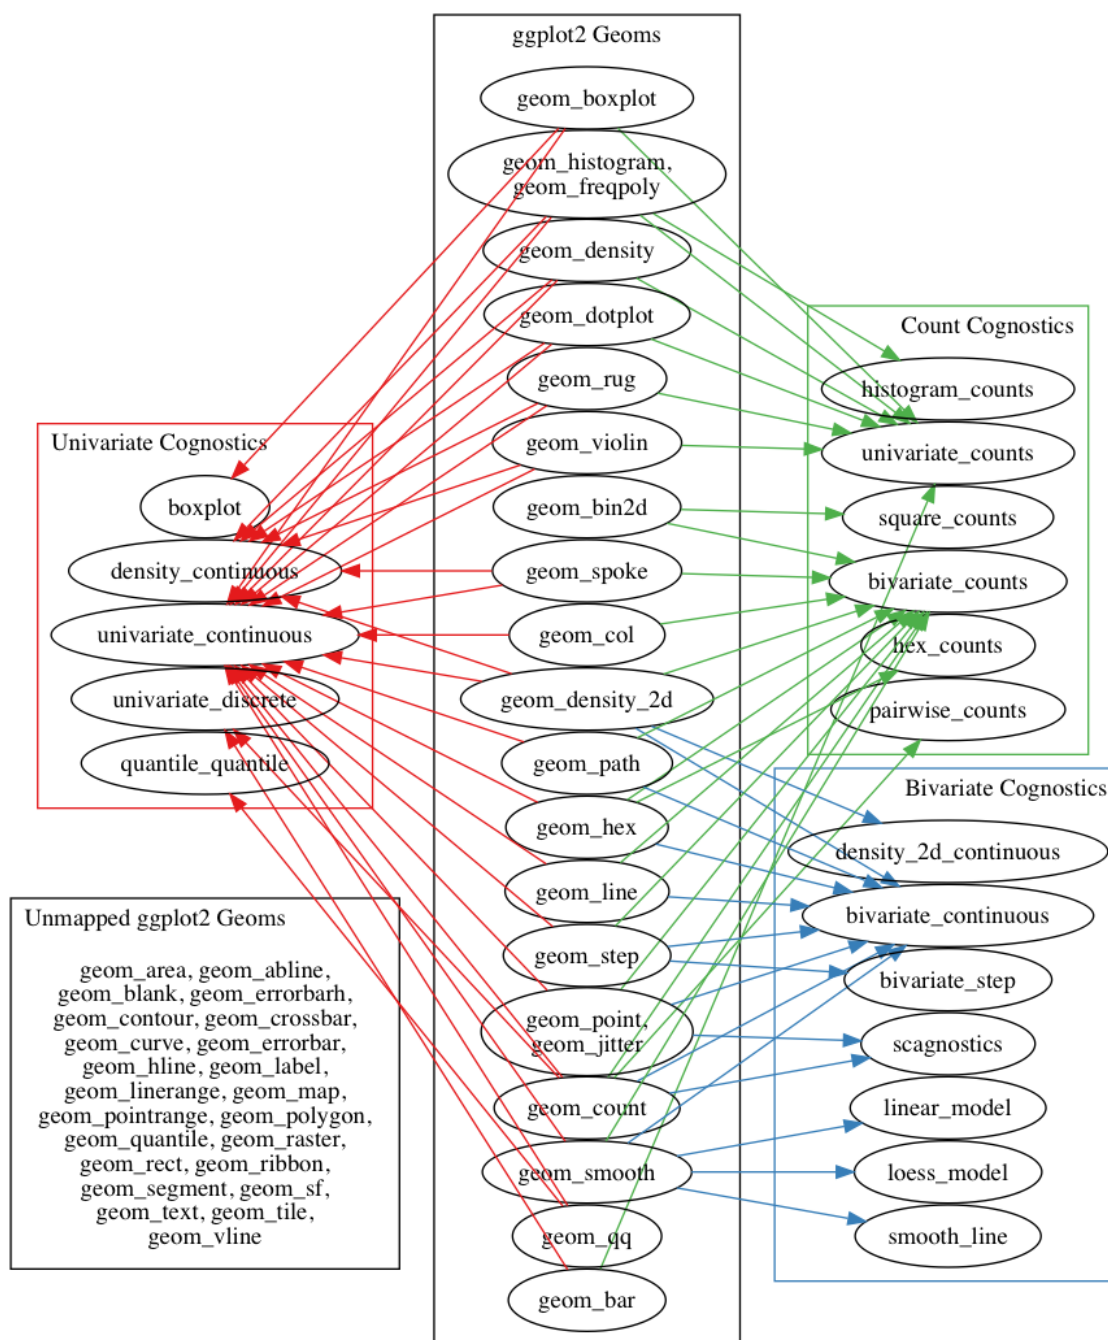 ggplot2 Geoms
geom_boxplot
geom_histogram,
geom_freqpoly
geom_density
geom_dotplot
geom_rug
geom_violin
geom_bin2d
geom_spoke
geom_col
geom_density_2d
geom_path
geom_hex
geom_line
geom_step
geom_point,
geom_jitter
geom_count
geom_smooth
geom_qq
geom_bar
Univariate Cognostics
boxplot
density_continuous
univariate_continuous
univariate_discrete
quantile_quantile
Unmapped ggplot2 Geoms
geom_area, geom_abline,
geom_blank, geom_errorbarh,
geom_contour, geom_crossbar,
geom_curve, geom_errorbar,
geom_hline, geom_label,
geom_linerange, geom_map,
geom_pointrange, geom_polygon,
geom_quantile, geom_raster,
geom_rect, geom_ribbon,
geom_segment, geom_sf,
geom_text, geom_tile,
geom_vline
Count Cognostics
histogram_counts
univariate_counts
square_counts
bivariate_counts
hex_counts
pairwise_counts
Bivariate Cognostics
density_2d_continuous
bivariate_continuous
bivariate_step
scagnostics
linear_model
loess_model
smooth_line